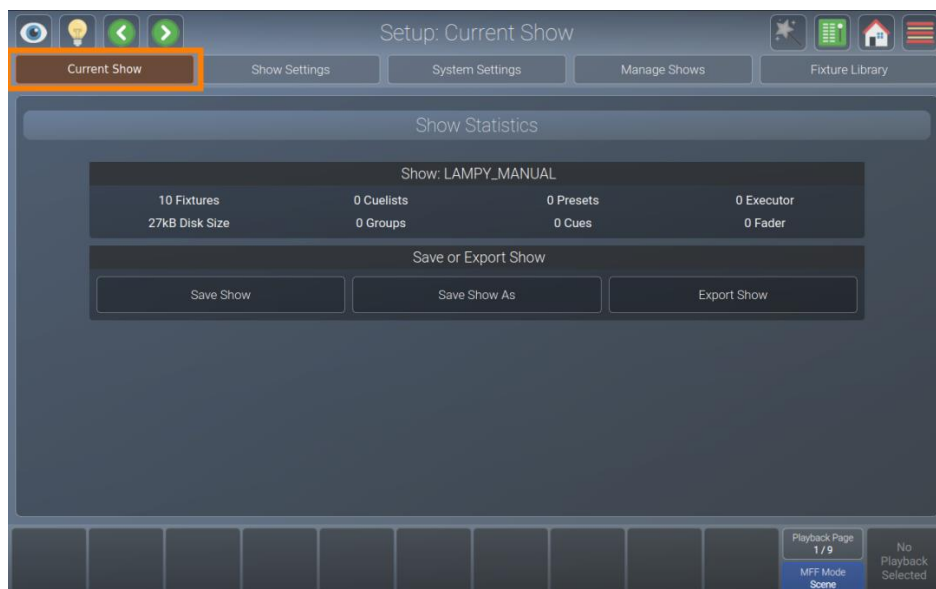 Setup: Current Show
Current Show Show Settings System Settings Manage Shows Fixture Library
Show Statistics
Show: LAMPY_MANUAL
10 Fixtures 0 Cuelists 0 Presets 0 Executor
27kB Disk Size 0 Groups 0 Cues 0 Fader
Save or Export Show
Save Show Save Show As Export Show
Playback Page
1 / 9
MFF Mode
Scene
No
Playback
Selected